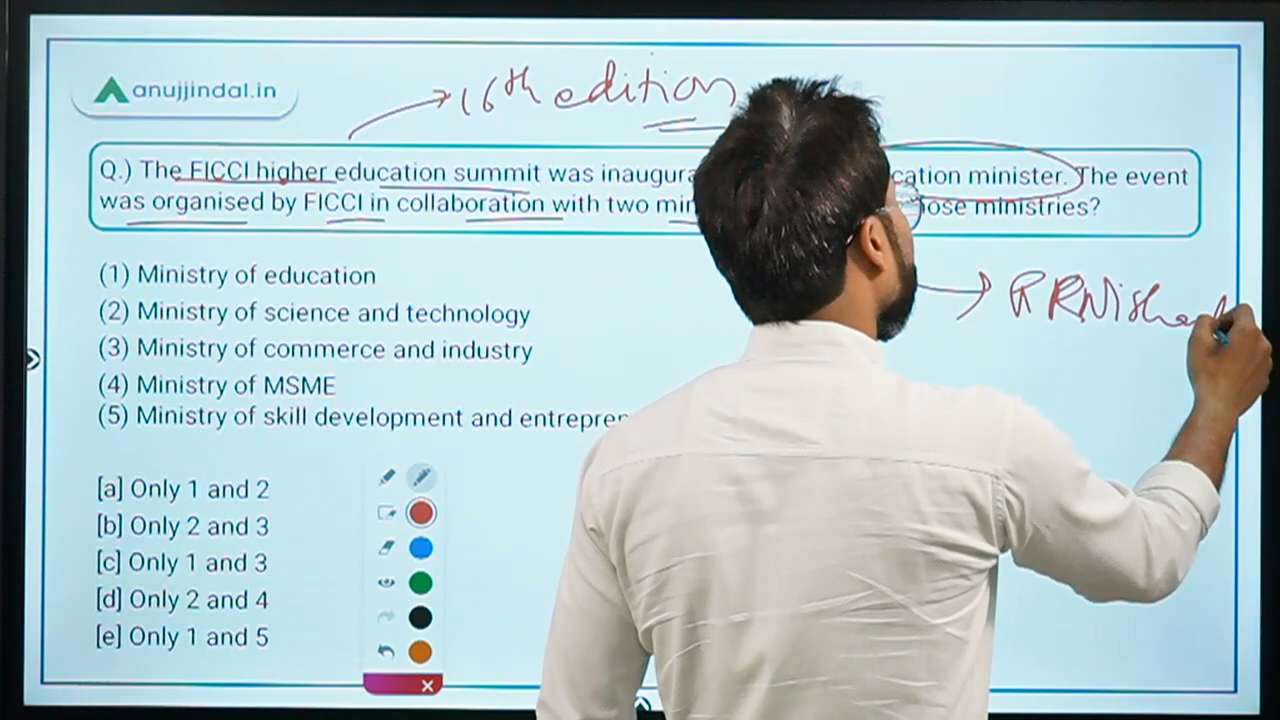 anujjindal.in
16th edition
Q.) The FICCI higher education summit was inaugura cation minister. The event
was organised by FICCI in collaboration with two min hose ministries?
(1) Ministry of education
R RNishan
(2) Ministry of science and technology
(3) Ministry of commerce and industry
(4) Ministry of MSME
(5) Ministry of skill development and entrepren
[a] Only 1 and 2
[b] Only 2 and 3
[c] Only 1 and 3
[d] Only 2 and 4
[e] Only 1 and 5